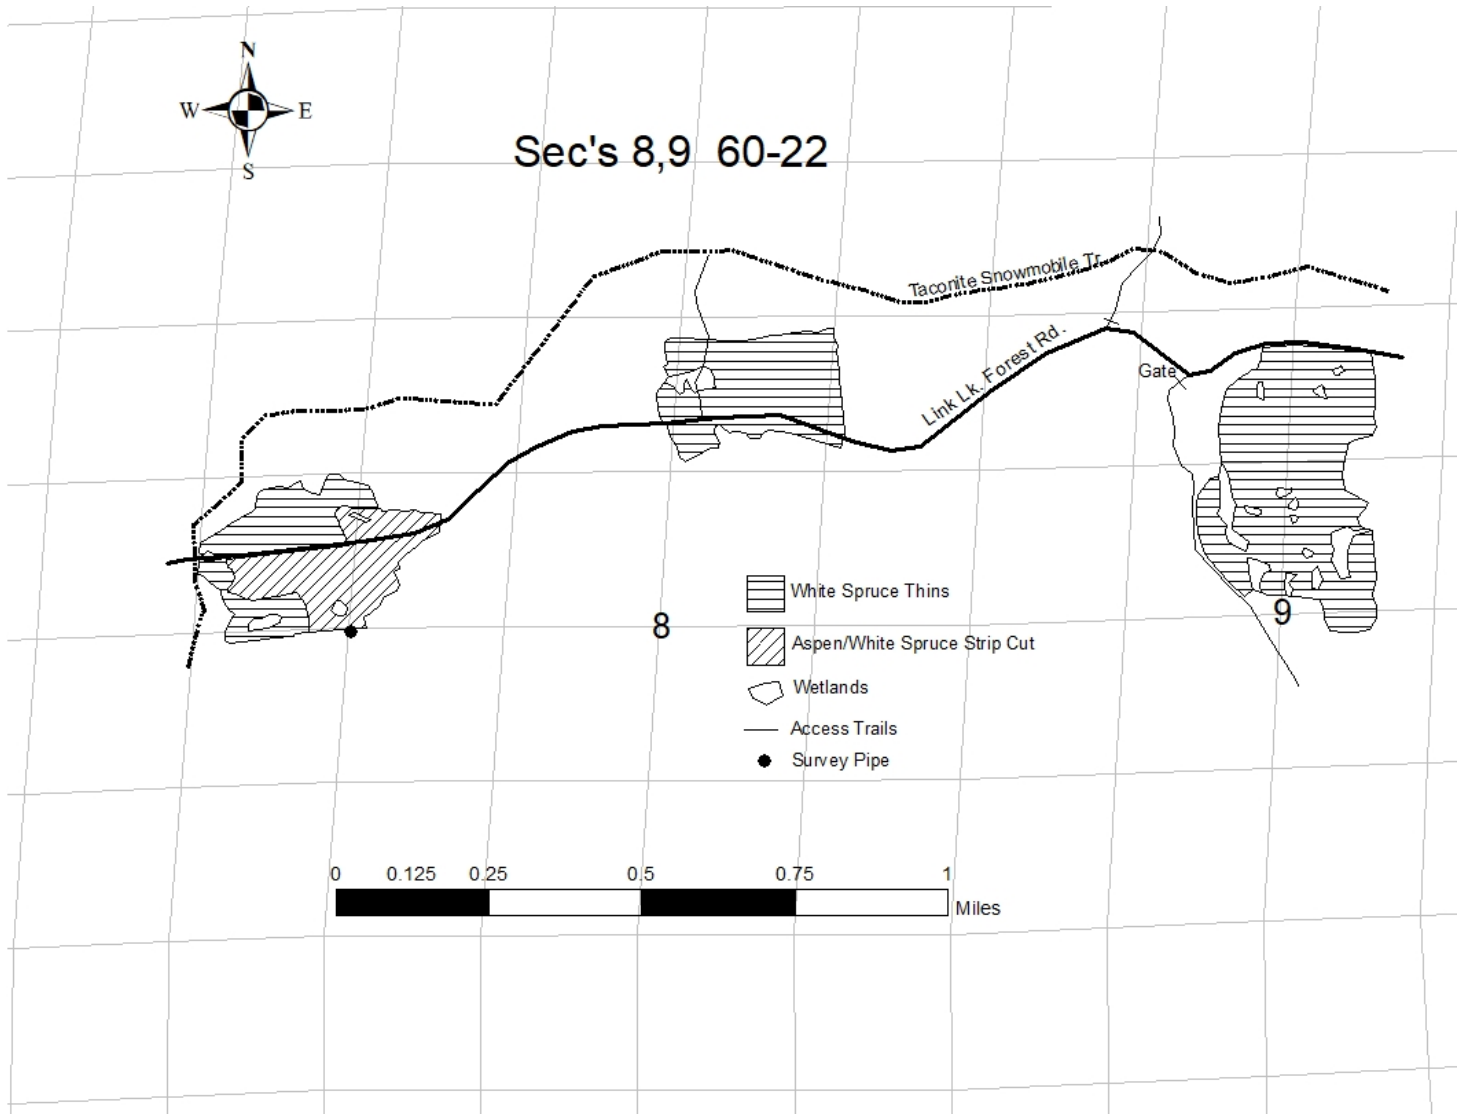 N
W E
S
Sec's 8,9 60-22
Taconite Snowmobile Tr.
Link Lk. Forest Rd.
Gate
8
9
White Spruce Thins
Aspen/White Spruce Strip Cut
Wetlands
Access Trails
Survey Pipe
0 0.125 0.25 0.5 0.75 1
Miles